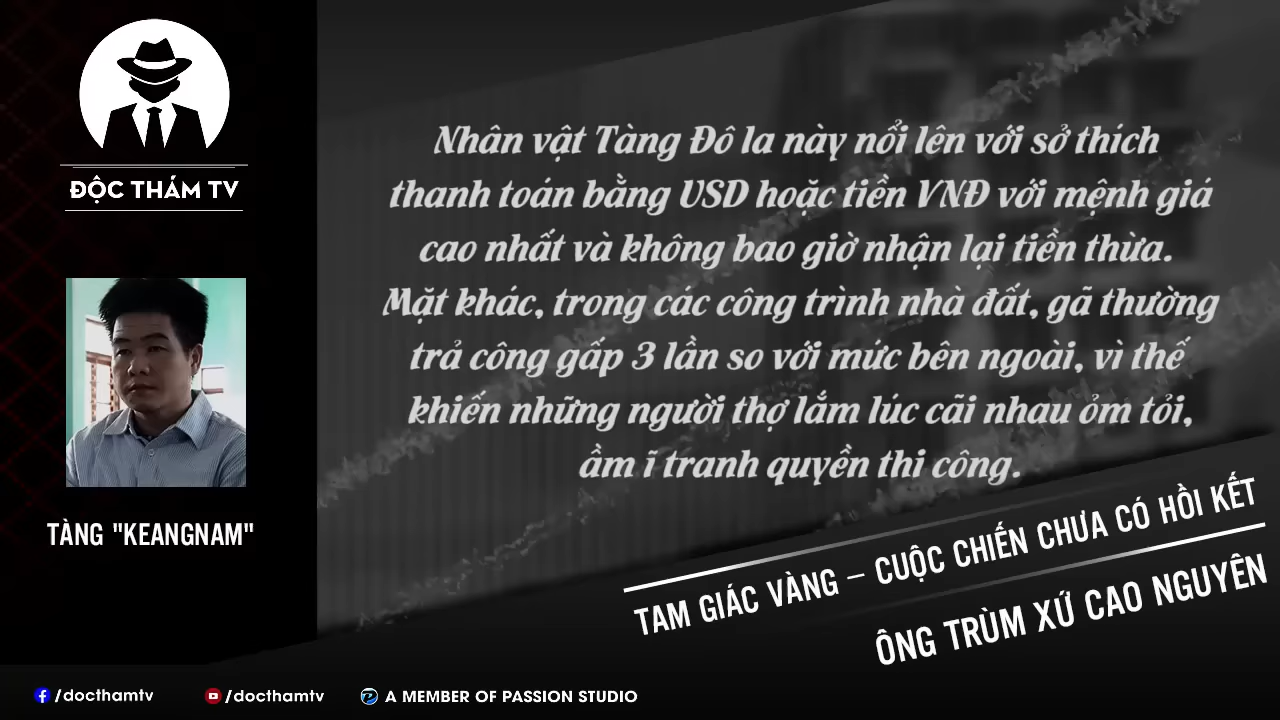 ĐỘC THÁM TV
Nhân vật Tàng Đô la này nổi lên với sở thích
thanh toán bằng USD hoặc tiền VNĐ với mệnh giá
cao nhất và không bao giờ nhận lại tiền thừa.
Mặt khác, trong các công trình nhà đất, gã thường
trả công gấp 3 lần so với mức bên ngoài, vì thế
khiến những người thợ lắm lúc cãi nhau ỏm tỏi,
ầm ĩ tranh quyền thi công.
TÀNG "KEANGNAM"
TAM GIÁC VÀNG – CUỘC CHIẾN CHƯA CÓ HỒI KẾT
ÔNG TRÙM XỨ CAO NGUYÊN
/docthamtv /docthamtv A MEMBER OF PASSION STUDIO